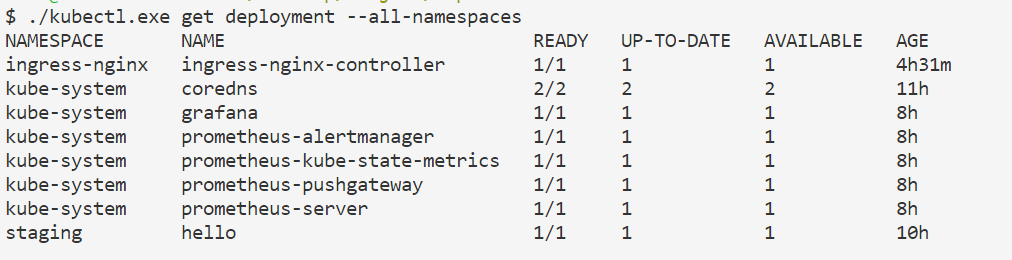 $ ./kubectl.exe get deployment --all-namespaces
NAMESPACE NAME READY UP-TO-DATE AVAILABLE AGE
ingress-nginx ingress-nginx-controller 1/1 1 1 4h31m
kube-system coredns 2/2 2 2 11h
kube-system grafana 1/1 1 1 8h
kube-system prometheus-alertmanager 1/1 1 1 8h
kube-system prometheus-kube-state-metrics 1/1 1 1 8h
kube-system prometheus-pushgateway 1/1 1 1 8h
kube-system prometheus-server 1/1 1 1 8h
staging hello 1/1 1 1 10h